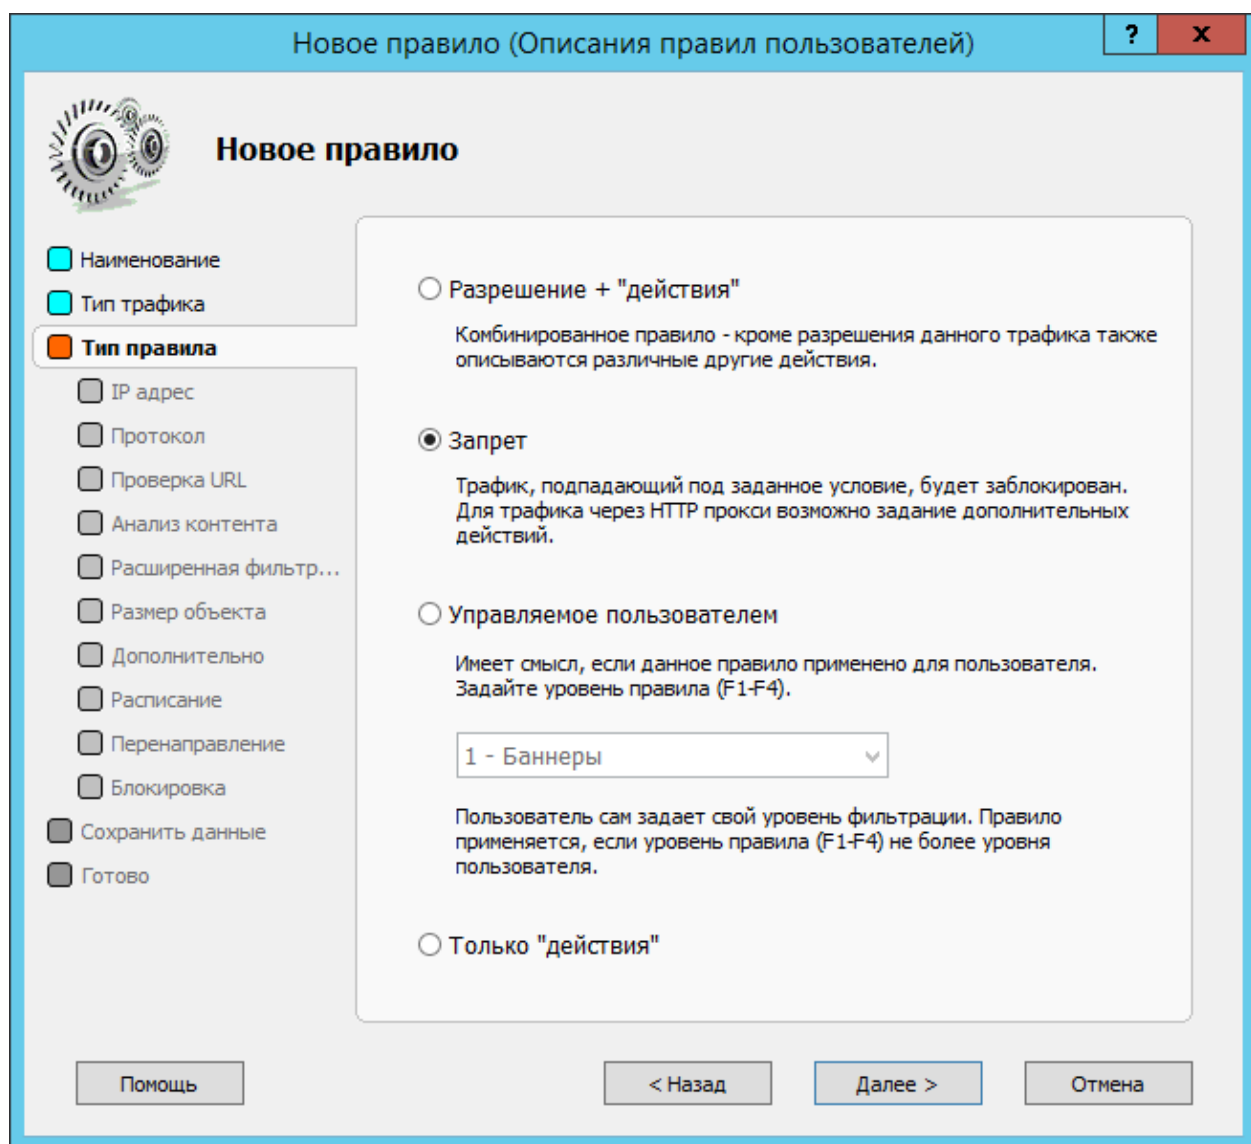 Новое правило (Описания правил пользователей)
?
x
Новое правило
Наименование
Тип трафика
Тип правила
IP адрес
Протокол
Проверка URL
Анализ контента
Расширенная фильтр...
Размер объекта
Дополнительно
Расписание
Перенаправление
Блокировка
Сохранить данные
Готово
Разрешение + "действия"
Комбинированное правило - кроме разрешения данного трафика также
описываются различные другие действия.
Запрет
Трафик, подпадающий под заданное условие, будет заблокирован.
Для трафика через HTTP прокси возможно задание дополнительных
действий.
Управляемое пользователем
Имеет смысл, если данное правило применено для пользователя.
Задайте уровень правила (F1-F4).
1 - Баннеры
Пользователь сам задает свой уровень фильтрации. Правило
применяется, если уровень правила (F1-F4) не более уровня
пользователя.
Только "действия"
Помощь
< Назад
Далее >
Отмена